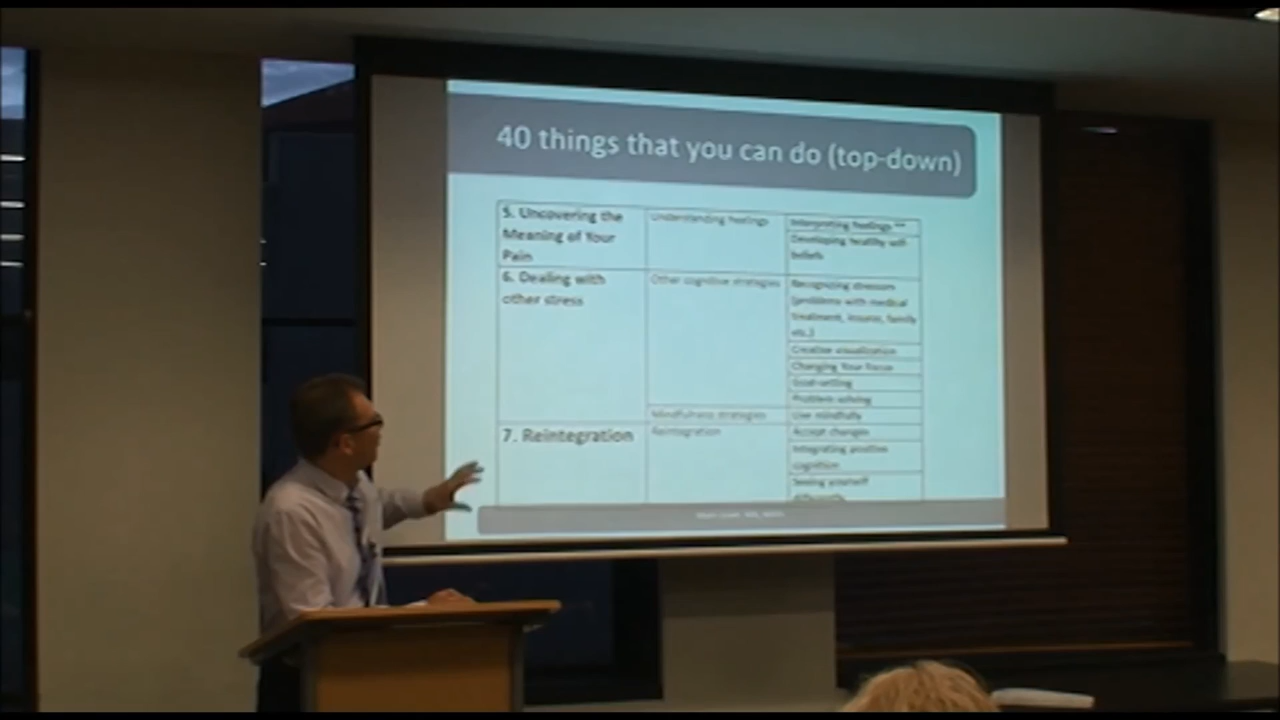 40 things that you can do (top-down)
5. Uncovering the
Meaning of Your
Pain
Understanding feelings
Interpreting feelings **
Developing healthy self-
beliefs
6. Dealing with
other stress
Other cognitive strategies
Recognizing stressors
(problems with medical
treatment, insurer, family
etc.)
Creative visualization
Changing Your Focus
Goal-setting
Problem solving
Mindfulness strategies
Live mindfully
7. Reintegration
Reintegration
Accept changes
Integrating positive
cognition
Seeing yourself
differently